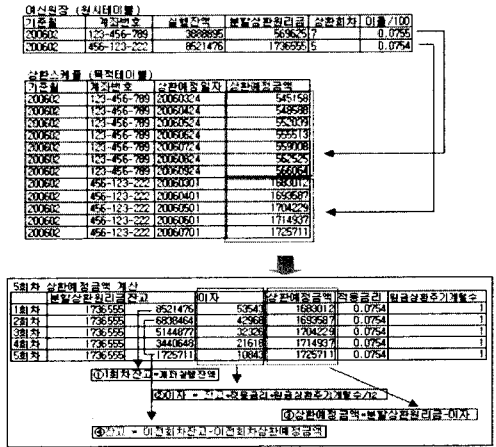 여신원장 (원시테이블)
기준월 계좌번호 실행잔액 분할상환원리금 상환회차 이율/100
200602 123-456-789 3888895 569625 7 0.0755
200602 456-123-222 8521476 1736555 5 0.0754
상환스케쥴 (목적테이블)
기준월 계좌번호 상환예정일자 상환예정금액
200602 123-456-789 20060324 545158
200602 123-456-789 20060424 548588
200602 123-456-789 20060524 552039
200602 123-456-789 20060624 555513
200602 123-456-789 20060724 559008
200602 123-456-789 20060824 562525
200602 123-456-789 20060924 566064
200602 456-123-222 20060301 1683012
200602 456-123-222 20060401 1693587
200602 456-123-222 20060501 1704229
200602 456-123-222 20060601 1714937
200602 456-123-222 20060701 1725711
5회차 상환예정금액 계산
분할상환원리금 잔고 이자 상환예정금액 적용금리 원금상환주기개월수
1회차 1736555 8521476 53543 1683012 0.0754 1
2회차 1736555 6838464 42968 1693587 0.0754 1
3회차 1736555 5144877 32326 1704229 0.0754 1
4회차 1736555 3440648 21618 1714937 0.0754 1
5회차 1736555 1725711 10843 1725711 0.0754 1
①1회차잔고=계좌실행잔액
②이자 = 잔고*적용금리*원금상환주기개월수/12
③상환예정금액=분할상환원리금-이자
④잔고 = 이전회차잔고-이전회차상환예정금액